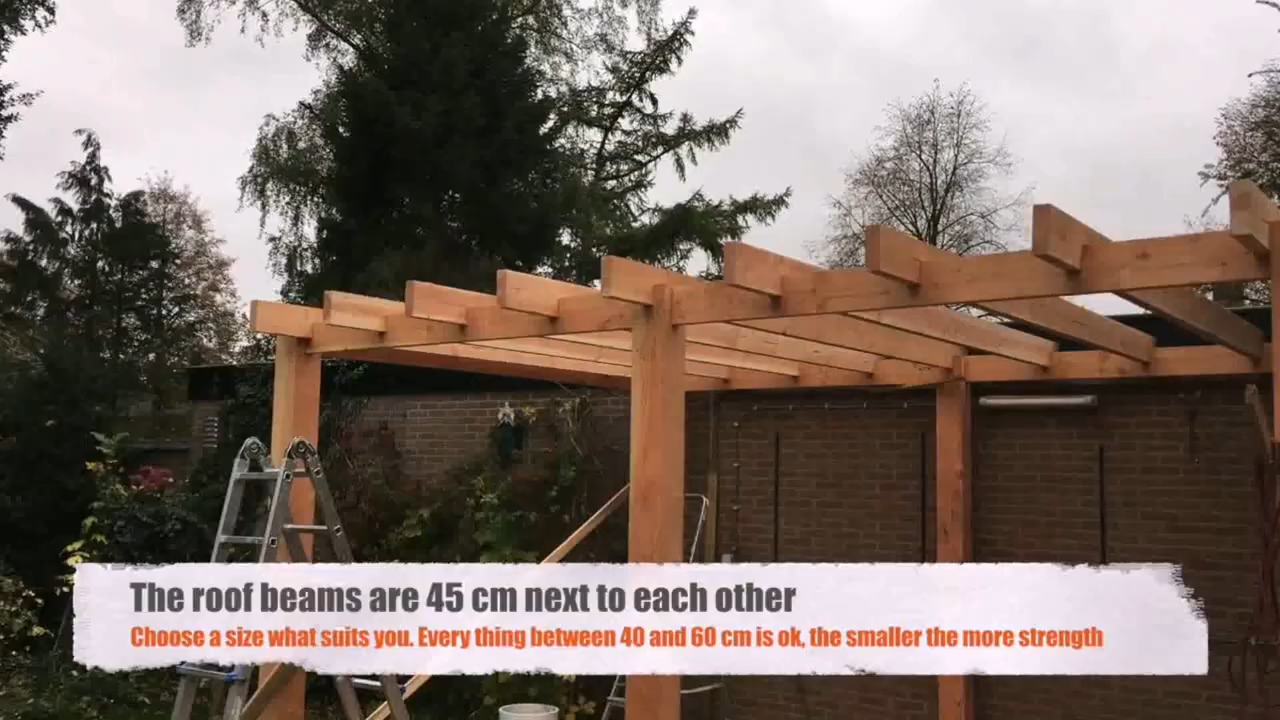 The roof beams are 45 cm next to each other
Choose a size what suits you. Every thing between 40 and 60 cm is ok, the smaller the more strength